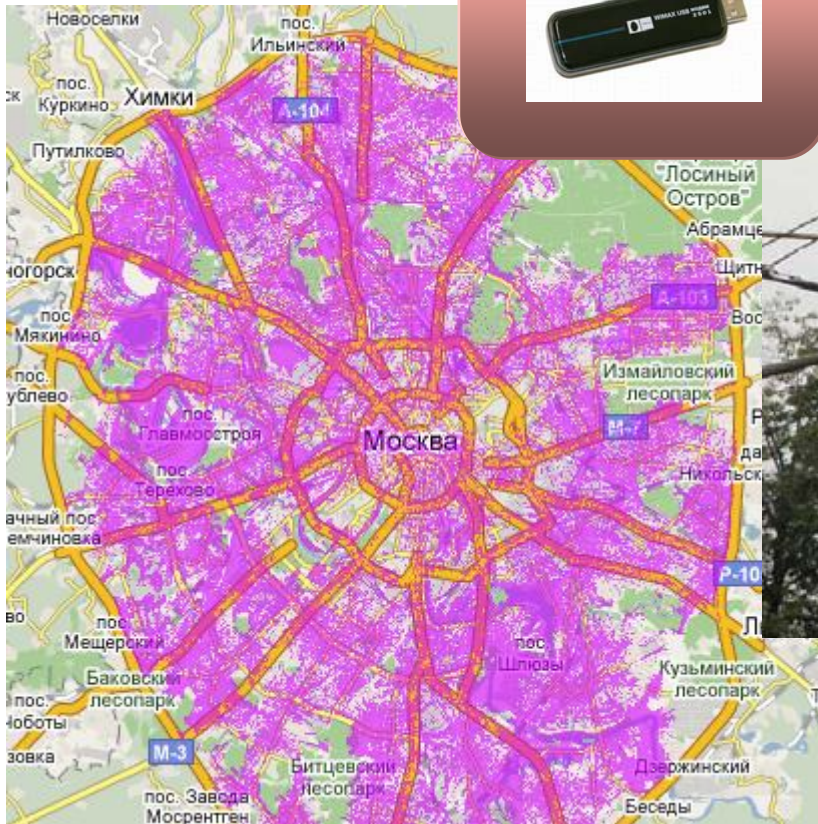 Новоселки
пос.
Ильинский
WIMAX USB
пос.
Куркино
Химки
А-104
Путилково
"Лосиный
Остров"
Абрамце
Щитн
ногорск
А-103
Вос
пос.
Мякинино
Измайловский
лесопарк
пос.
ублево
пос.
Главмосстроя
М-7
Москва
Никольск
пос.
Терехово
ачный пос
емчиновка
Р-10
во
пос.
Мещерский
пос.
Шлюзы
Баковский
лесопарк
Кузьминский
лесопарк
пос.
зовка
М-3
Битцевский
лесопарк
Дзержинский
пос. Завода
Мосрентген
Беседы